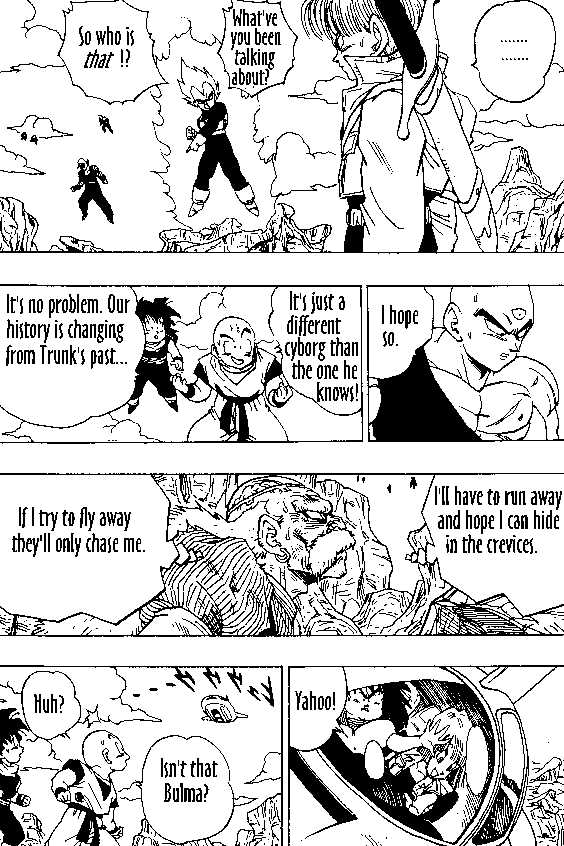 .......
.......
What've
you been
talking
about?
So who is
that !?
I hope
so.
It's just a
different
cyborg than
the one he
knows!
It's no problem. Our
history is changing
from Trunk's past...
I'll have to run away
and hope I can hide
in the crevices.
If I try to fly away
they'll only chase me.
Yahoo!
Huh?
Isn't that
Bulma?